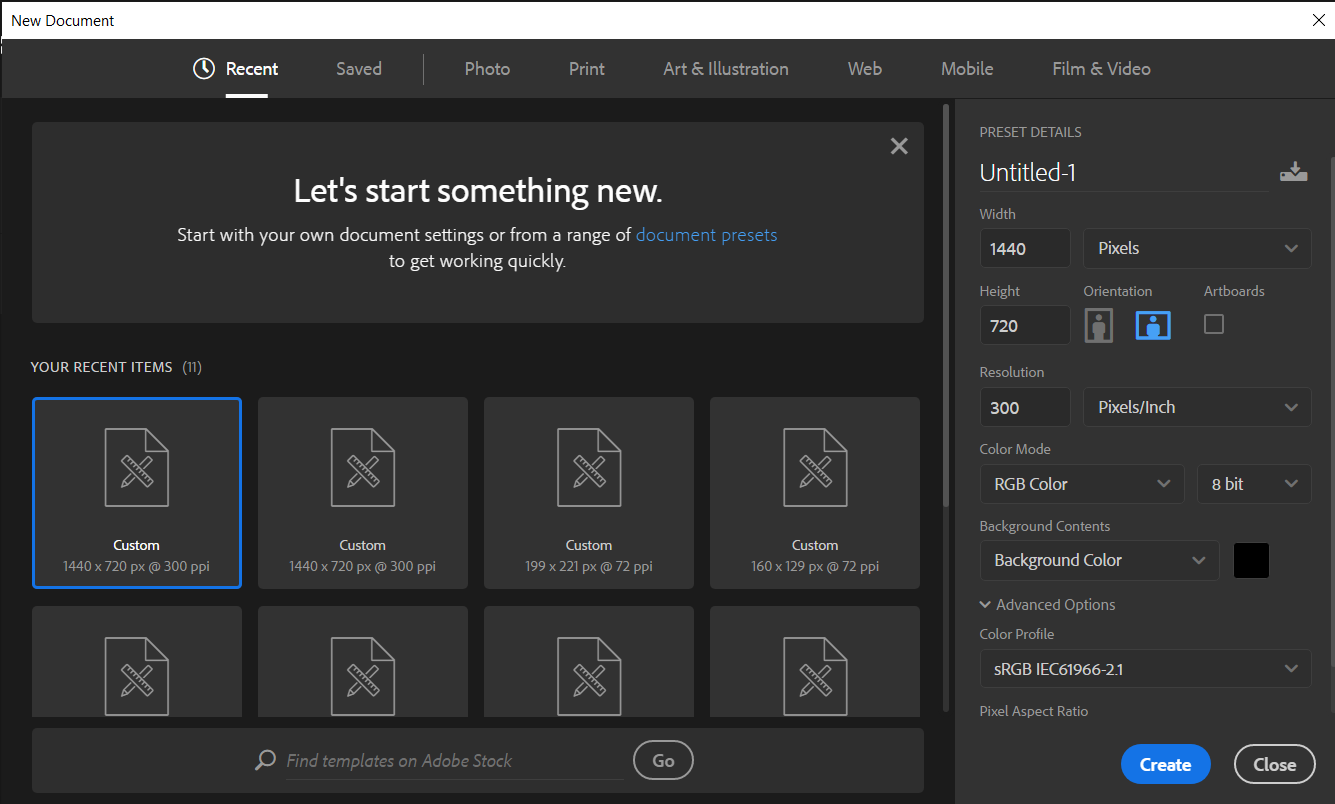 New Document
Recent
Saved
Photo
Print
Art & Illustration
Web
Mobile
Film & Video
Let's start something new.
Start with your own document settings or from a range of document presets
to get working quickly.
YOUR RECENT ITEMS (11)
Custom
1440 x 720 px @ 300 ppi
Custom
1440 x 720 px @ 300 ppi
Custom
199 x 221 px @ 72 ppi
Custom
160 x 129 px @ 72 ppi
Find templates on Adobe Stock
Go
PRESET DETAILS
Untitled-1
Width
1440
Pixels
Height
Orientation
Artboards
720
Resolution
300
Pixels/Inch
Color Mode
RGB Color
8 bit
Background Contents
Background Color
Advanced Options
Color Profile
sRGB IEC61966-2.1
Pixel Aspect Ratio
Create
Close